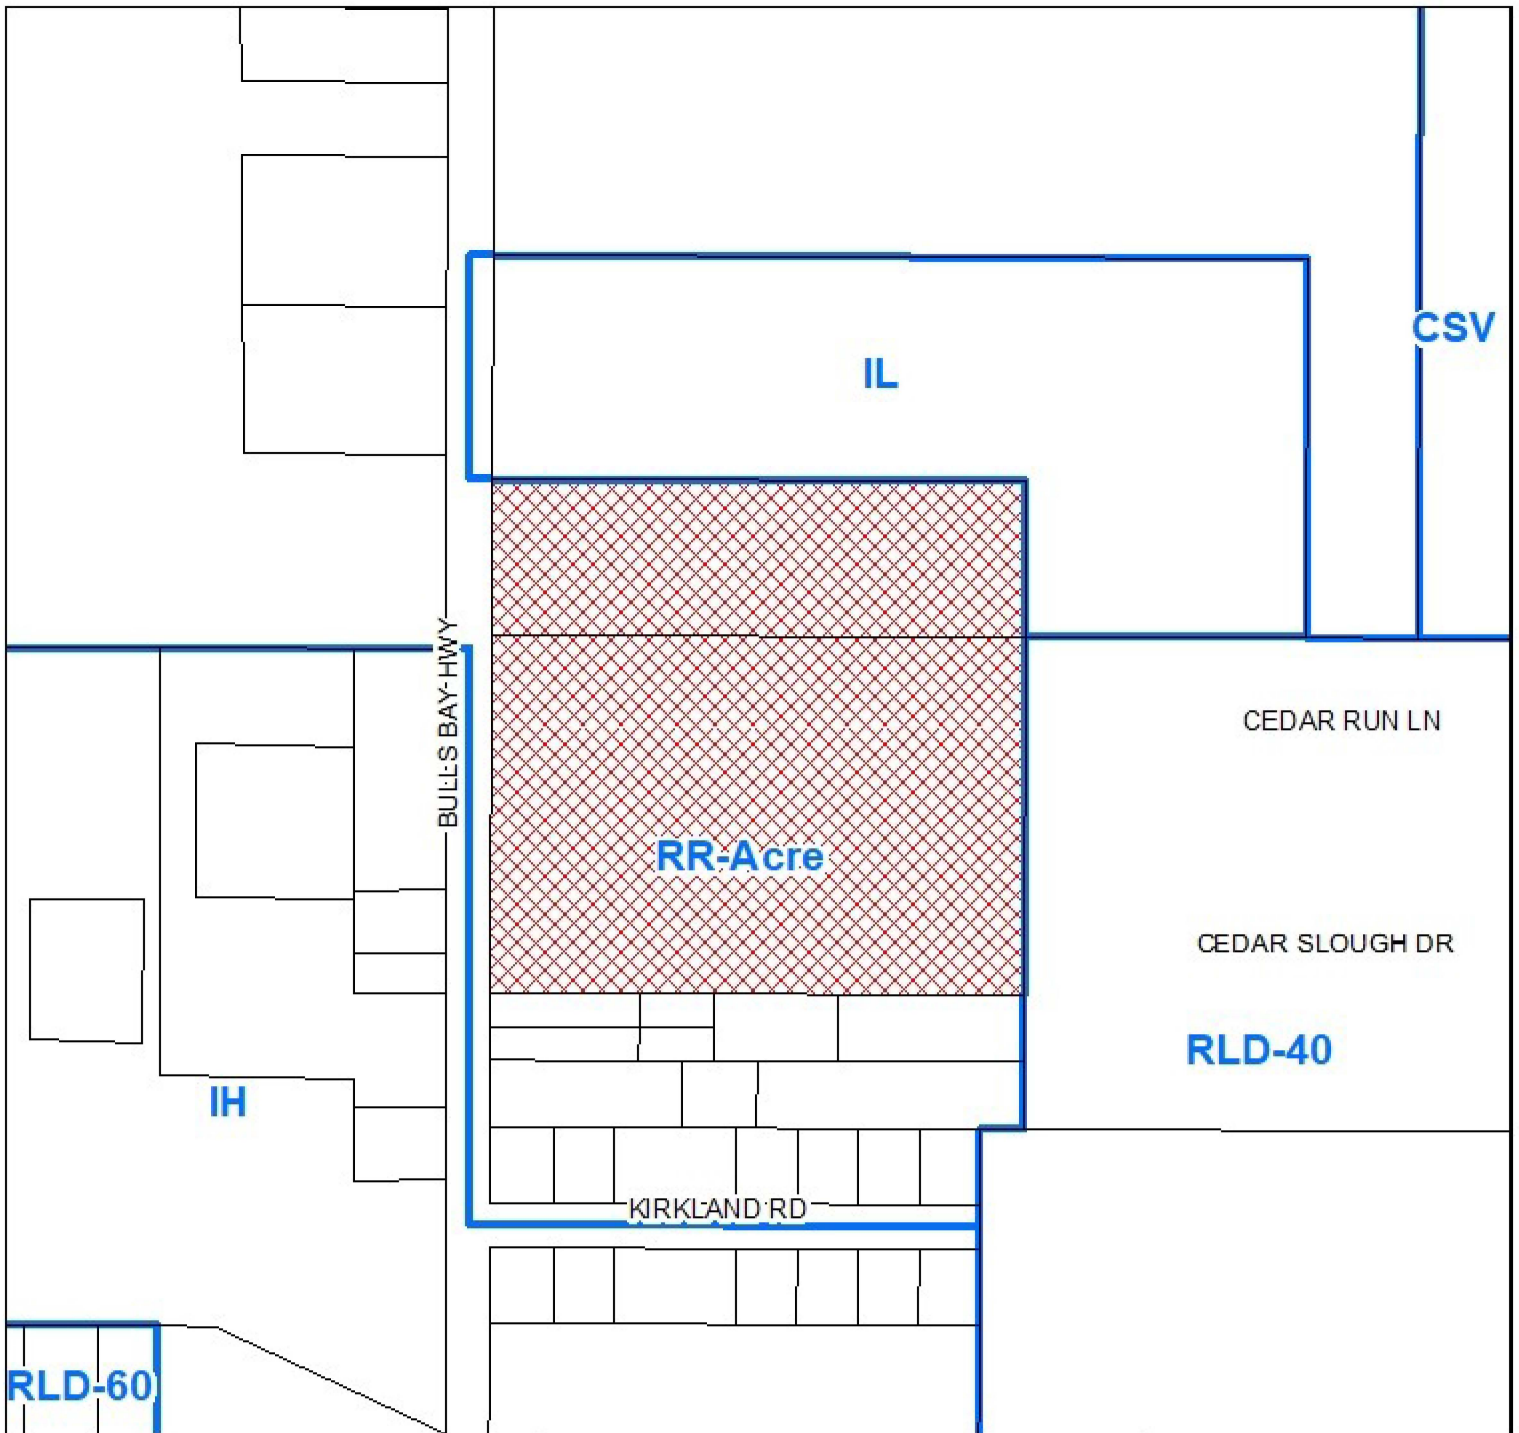 CSV
IL
BULLS BAY HWY
CEDAR RUN LN
RR-Acre
CEDAR SLOUGH DR
RLD-40
IH
KIRKLAND RD
RLD-60